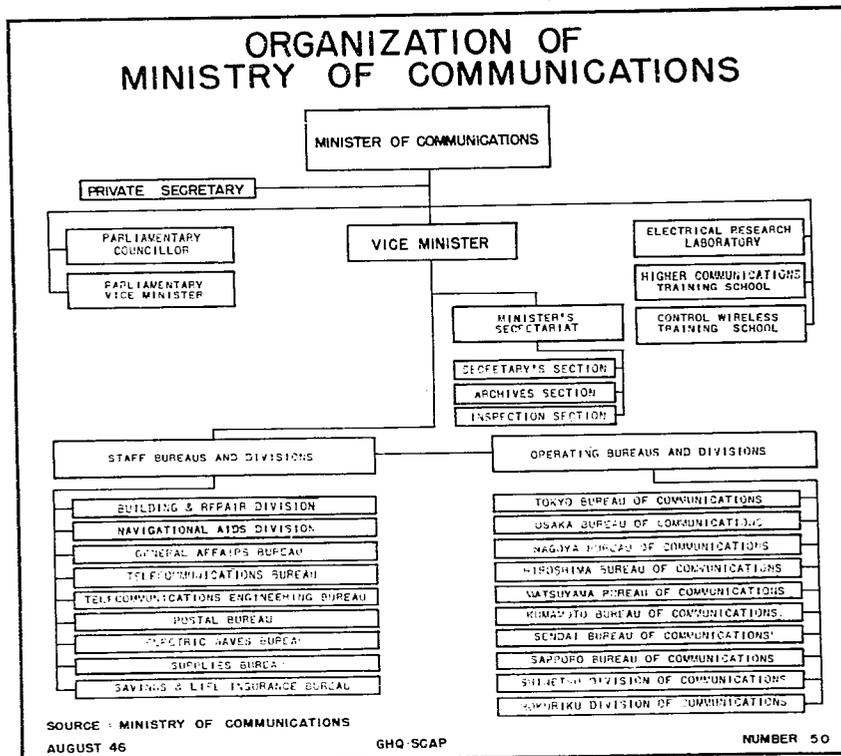 ORGANIZATION OF
MINISTRY OF COMMUNICATIONS
MINISTER OF COMMUNICATIONS
PRIVATE SECRETARY
PARLIAMENTARY
COUNCILLOR
PARLIAMENTARY
VICE MINISTER
VICE MINISTER
ELECTRICAL RESEARCH
LABORATORY
HIGHER COMMUNICATIONS
TRAINING SCHOOL
CONTROL WIRELESS
TRAINING SCHOOL
MINISTER'S
SECRETARIAT
SECRETARY'S SECTION
ARCHIVES SECTION
INSPECTION SECTION
STAFF BUREAUS AND DIVISIONS
BUILDING & REPAIR DIVISION
NAVIGATIONAL AIDS DIVISION
GENERAL AFFAIRS BUREAU
TELECOMMUNICATIONS BUREAU
TELECOMMUNICATIONS ENGINEERING BUREAU
POSTAL BUREAU
ELECTRIC WAVES BUREAU
SUPPLIES BUREAU
SAVINGS & LIFE INSURANCE BUREAU
OPERATING BUREAUS AND DIVISIONS
TOKYO BUREAU OF COMMUNICATIONS
OSAKA BUREAU OF COMMUNICATIONS
NAGOYA BUREAU OF COMMUNICATIONS
HIROSHIMA BUREAU OF COMMUNICATIONS
MATSUYAMA BUREAU OF COMMUNICATIONS
KUMAMOTO BUREAU OF COMMUNICATIONS
SENDAI BUREAU OF COMMUNICATIONS
SAPPORO BUREAU OF COMMUNICATIONS
SHINETSU DIVISION OF COMMUNICATIONS
HOKURIKU DIVISION OF COMMUNICATIONS
SOURCE : MINISTRY OF COMMUNICATIONS
AUGUST 46
GHQ-SCAP
NUMBER 50